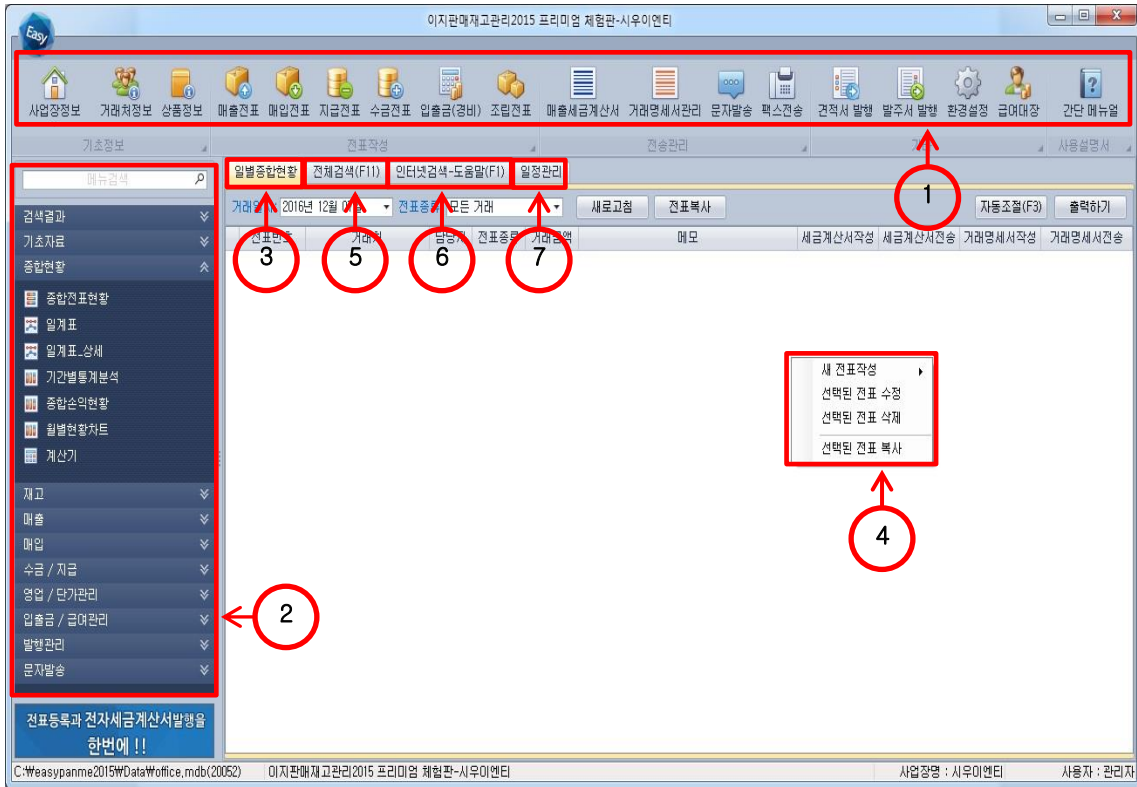 이지판매재고관리2015 프리미엄 체험판-시우이엔티
Easy
사업장정보 거래처정보 상품정보 매출전표 매입전표 지급전표 수금전표 입출금(경비) 조립전표 매출세금계산서 거래명세서관리 문자발송 팩스전송 견적서 발행 발주서 발행 환경설정 급여대장 간단 메뉴얼
기초정보 전표작성 전송관리 사용설명서
1
메뉴검색
일별종합현황 전체검색(F11) 인터넷검색-도움말(F1) 일정관리
2016년 12월 모든 거래 새로고침 전표복사 자동조절(F3) 출력하기
전표번호 거래처 담당자 전표종류 거래금액 메모 세금계산서작성 세금계산서전송 거래명세서작성 거래명세서전송
3 5 6 7
검색결과
기초자료
종합현황
종합전표현황
일계표
일계표_상세
기간별통계분석
종합손익현황
월별현황차트
계산기
재고
매출
매입
수금 / 지급
영업 / 단가관리
입출금 / 급여관리
발행관리
문자발송
2
새 전표작성
선택된 전표 수정
선택된 전표 삭제
선택된 전표 복사
4
전표등록과 전자세금계산서발행을
한번에 !!
C:₩easypanme2015₩Data₩office,mdb(20052) 이지판매재고관리2015 프리미엄 체험판-시우이엔티 사업장명 : 시우이엔티 사용자 : 관리자